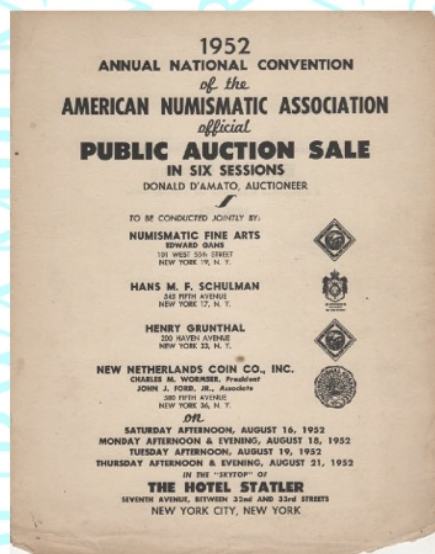 1952
ANNUAL NATIONAL CONVENTION
of the
AMERICAN NUMISMATIC ASSOCIATION
official
PUBLIC AUCTION SALE
IN SIX SESSIONS
DONALD D'AMATO, AUCTIONEER
TO BE CONDUCTED JOINTLY BY:
NUMISMATIC FINE ARTS
EDWARD GANS
101 WEST 55th STREET
NEW YORK 19, N. Y.
HANS M. F. SCHULMAN
545 FIFTH AVENUE
NEW YORK 17, N. Y.
HENRY GRUNTHAL
200 HAVEN AVENUE
NEW YORK 33, N. Y.
NEW NETHERLANDS COIN CO., INC.
CHARLES M. WORMSER, President
JOHN J. FORD, JR., Associate
580 FIFTH AVENUE
NEW YORK 36, N. Y.
on
SATURDAY AFTERNOON, AUGUST 16, 1952
MONDAY AFTERNOON & EVENING, AUGUST 18, 1952
TUESDAY AFTERNOON, AUGUST 19, 1952
THURSDAY AFTERNOON & EVENING, AUGUST 21, 1952
IN THE "SKYTOP" OF
THE HOTEL STATLER
SEVENTH AVENUE, BETWEEN 32nd AND 33rd STREETS
NEW YORK CITY, NEW YORK